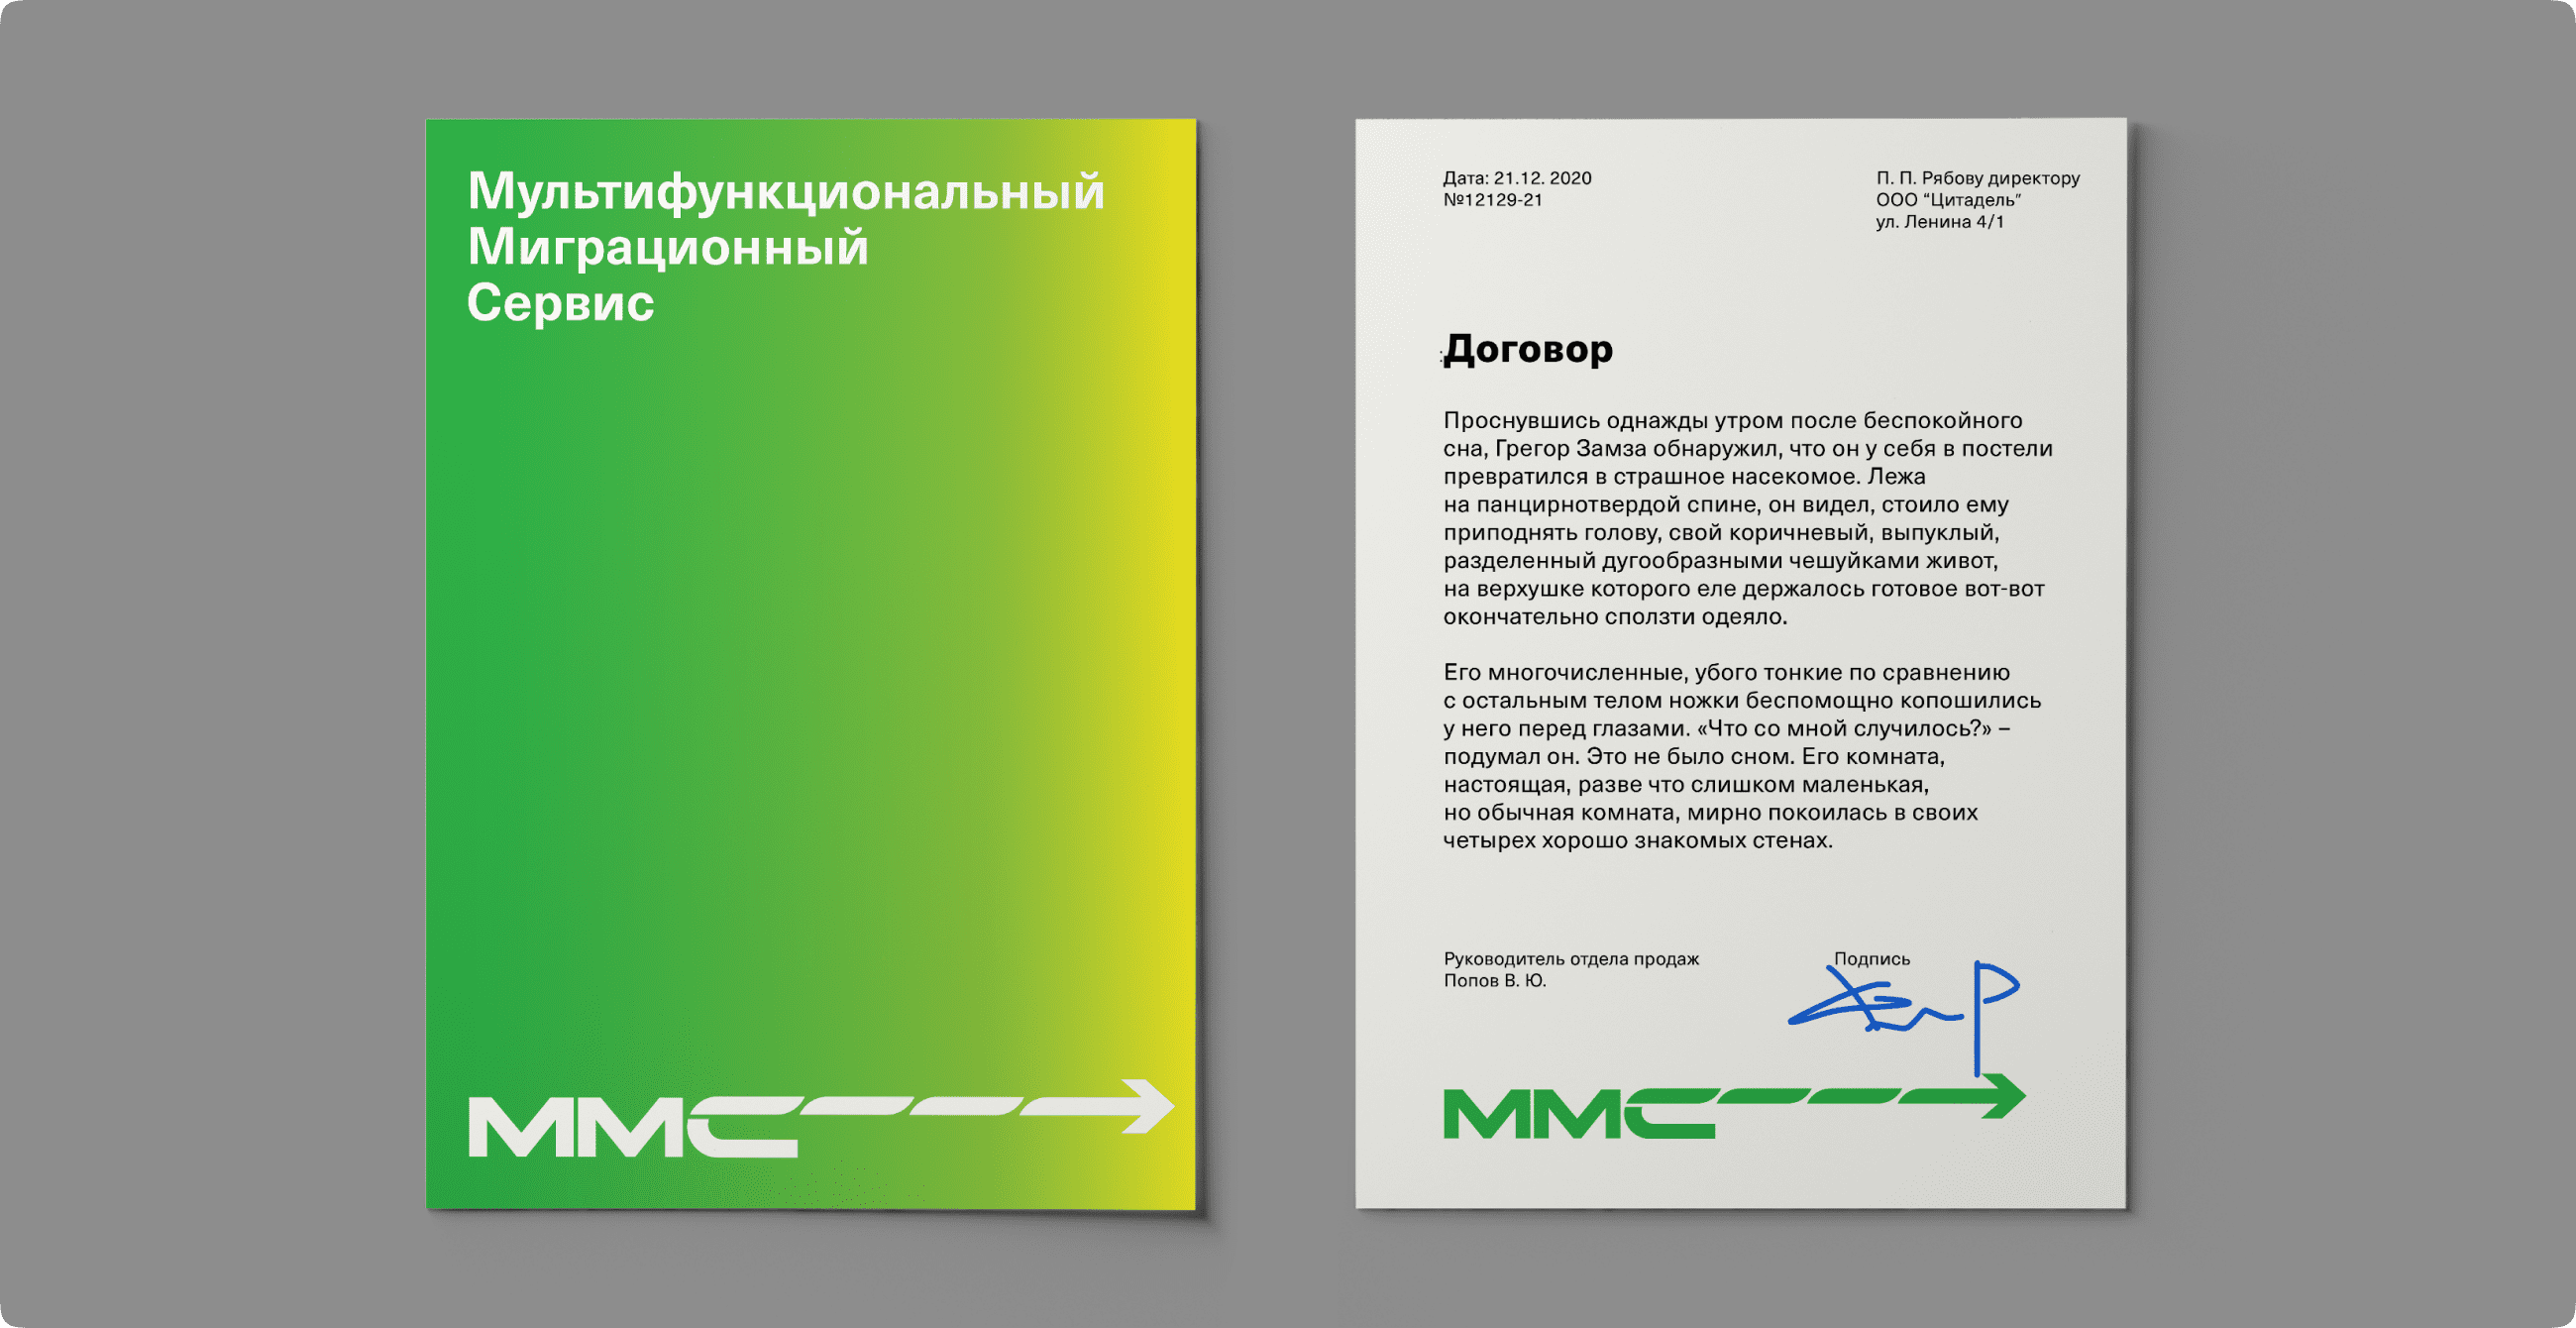 Мультифункциональный
Миграционный
Сервис
ММС
Дата: 21.12. 2020
№12129-21
П. П. Рябову директору
ООО “Цитадель”
ул. Ленина 4/1
:Договор
Проснувшись однажды утром после беспокойного
сна, Грегор Замза обнаружил, что он у себя в постели
превратился в страшное насекомое. Лежа
на панцирнотвердой спине, он видел, стоило ему
приподнять голову, свой коричневый, выпуклый,
разделенный дугообразными чешуйками живот,
на верхушке которого еле держалось готовое вот-вот
окончательно сползти одеяло.
Его многочисленные, убого тонкие по сравнению
с остальным телом ножки беспомощно копошились
у него перед глазами. «Что со мной случилось?» –
подумал он. Это не было сном. Его комната,
настоящая, разве что слишком маленькая,
но обычная комната, мирно покоилась в своих
четырех хорошо знакомых стенах.
Руководитель отдела продаж
Попов В. Ю.
Подпись
ММС